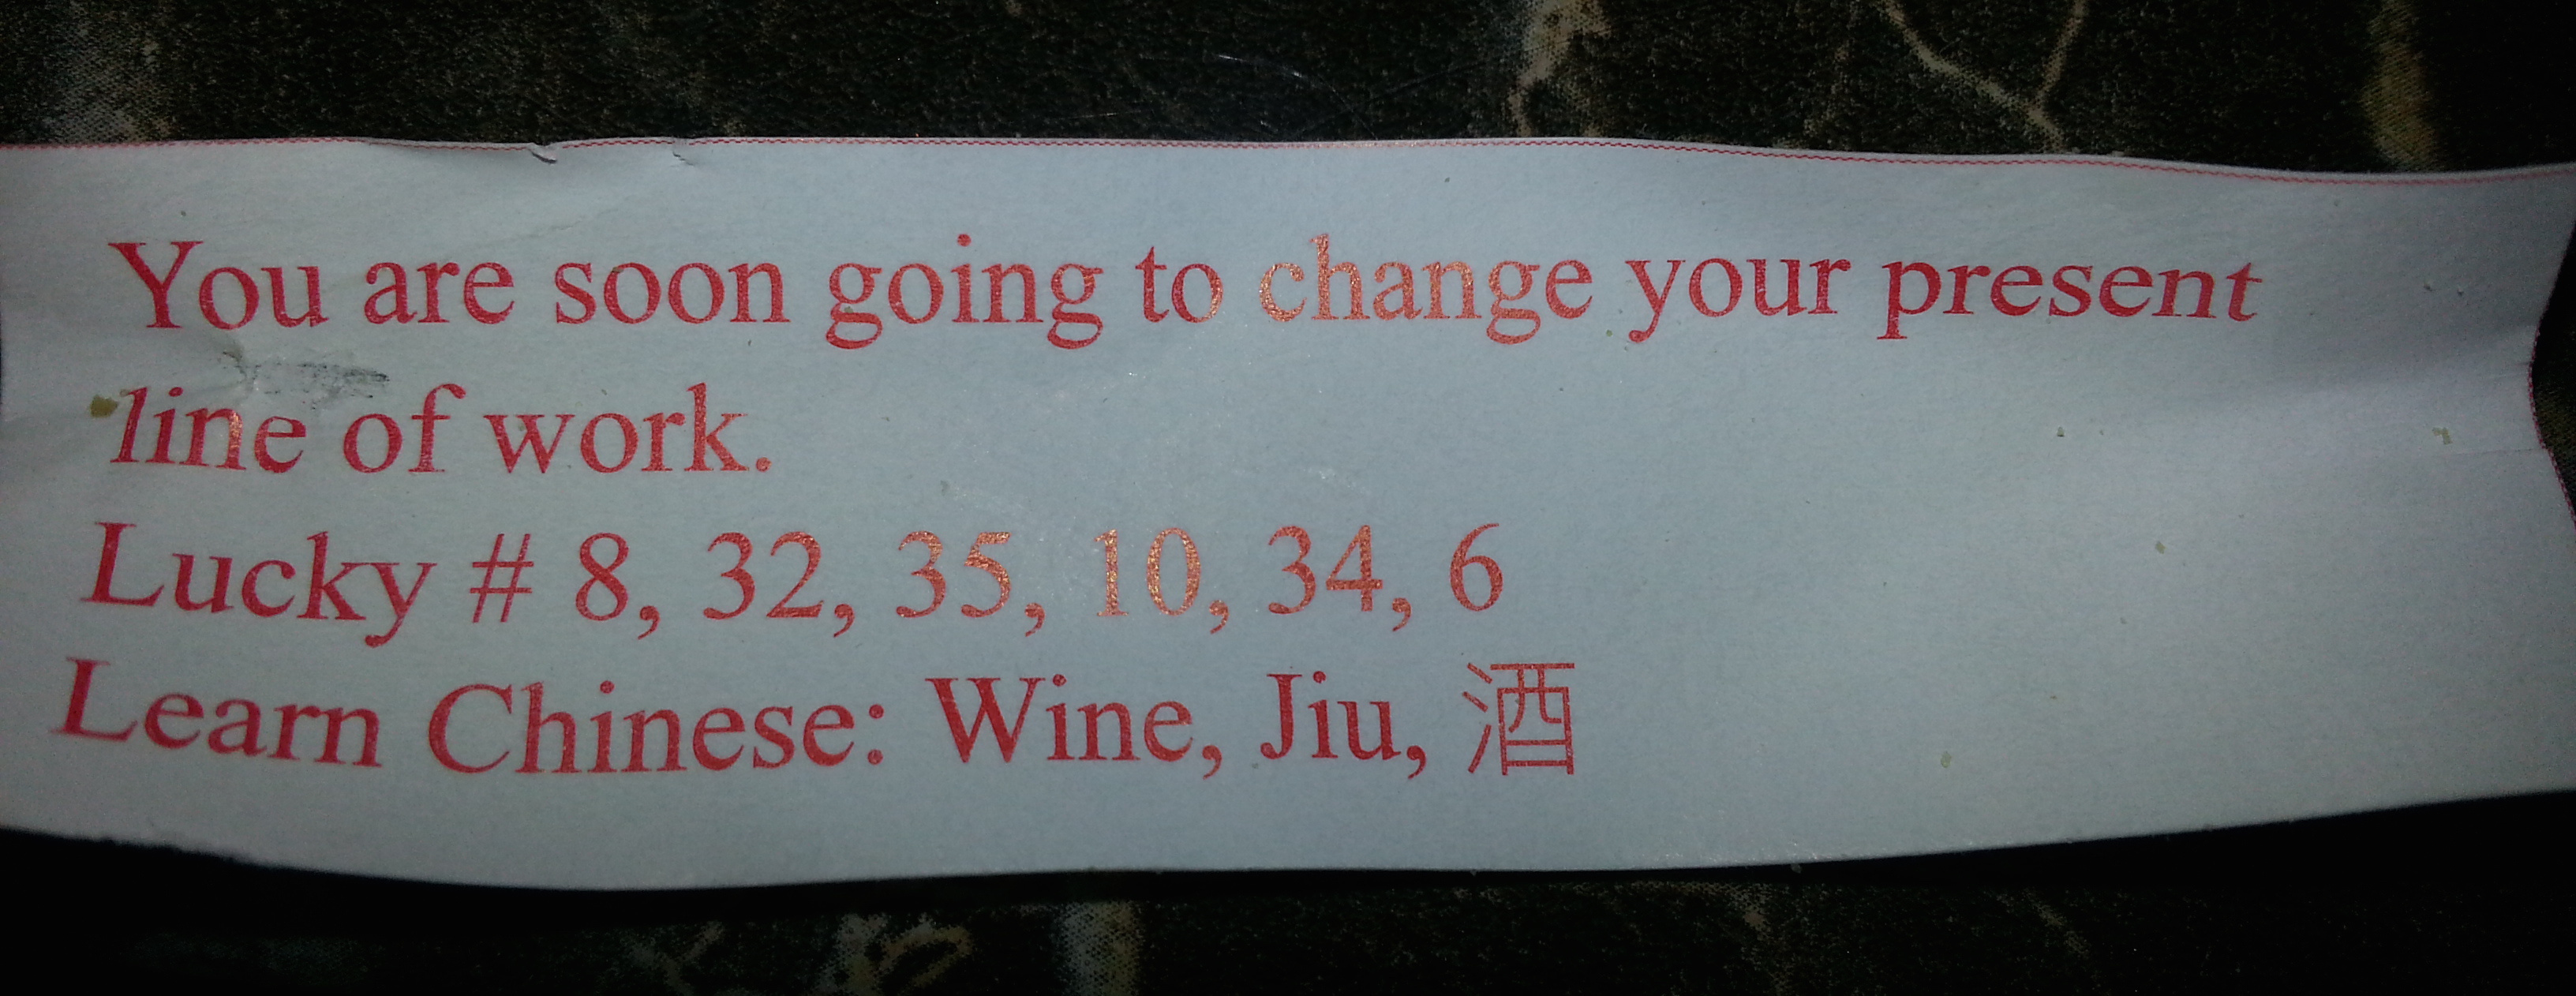 You are soon going to change your present
line of work.
Lucky # 8, 32, 35, 10, 34, 6
Learn Chinese: Wine, Jiu, 酒